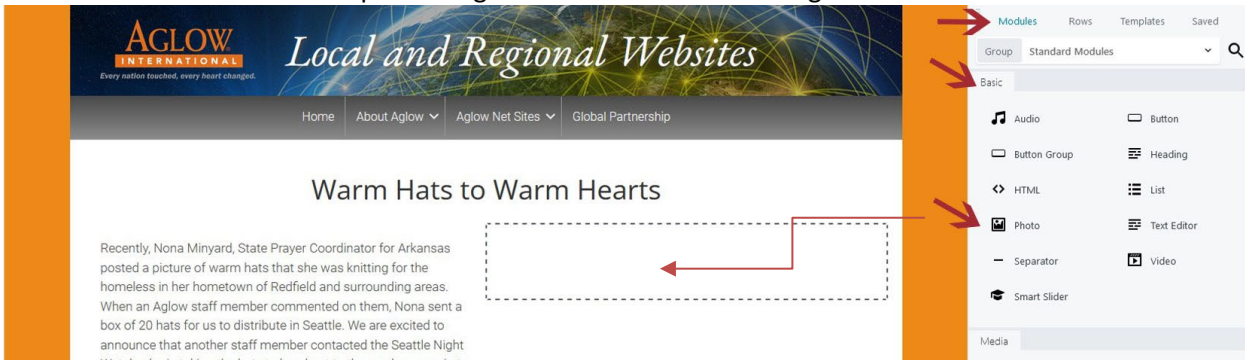 AGLOW
INTERNATIONAL
Every nation touched, every heart changed.
Local and Regional Websites
Home About Aglow Aglow Net Sites Global Partnership
Warm Hats to Warm Hearts
Recently, Nona Minyard, State Prayer Coordinator for Arkansas
posted a picture of warm hats that she was knitting for the
homeless in her hometown of Redfield and surrounding areas.
When an Aglow staff member commented on them, Nona sent a
box of 20 hats for us to distribute in Seattle. We are excited to
announce that another staff member contacted the Seattle Night
Modules Rows Templates Saved
Group Standard Modules
Basic
Audio Button
Button Group Heading
HTML List
Photo Text Editor
Separator Video
Smart Slider
Media